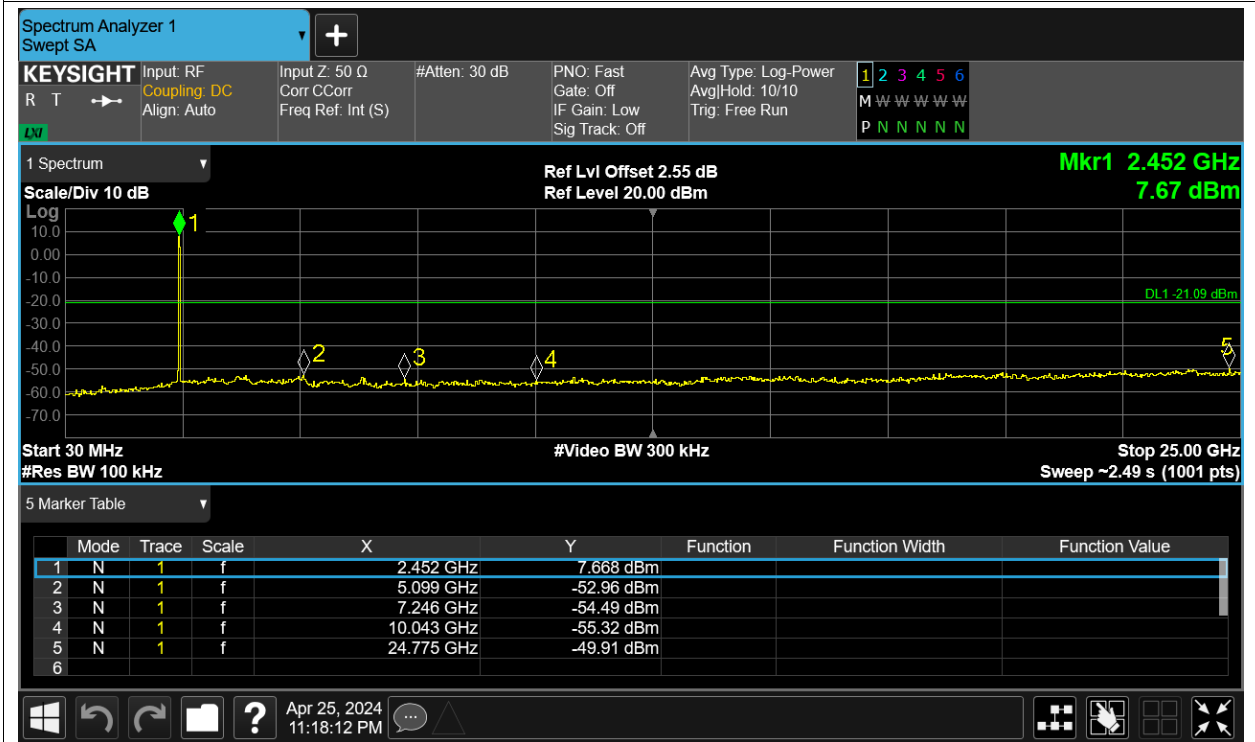 Spectrum Analyzer 1
Swept SA
+
KEYSIGHT Input: RF Input Z: 50 Ω #Atten: 30 dB PNO: Fast Avg Type: Log-Power 1 2 3 4 5 6
R T Coupling: DC Corr CCorr Gate: Off Avg|Hold: 10/10 M W W W W W
Align: Auto Freq Ref: Int (S) IF Gain: Low Trig: Free Run
LXI Sig Track: Off P N N N N N
1 Spectrum
Ref Lvl Offset 2.55 dB Mkr1 2.452 GHz
Scale/Div 10 dB Ref Level 20.00 dBm 7.67 dBm
Log
1
10.0
0.00
-10.0
DL1 -21.09 dBm
-20.0
-30.0
-40.0
2 3 4 5
-50.0
-60.0
-70.0
Start 30 MHz #Video BW 300 kHz Stop 25.00 GHz
#Res BW 100 kHz Sweep ~2.49 s (1001 pts)
5 Marker Table
Mode Trace Scale X Y Function Function Width Function Value
1 N 1 f 2.452 GHz 7.668 dBm
2 N 1 f 5.099 GHz -52.96 dBm
3 N 1 f 7.246 GHz -54.49 dBm
4 N 1 f 10.043 GHz -55.32 dBm
5 N 1 f 24.775 GHz -49.91 dBm
6
? Apr 25, 2024
11:18:12 PM